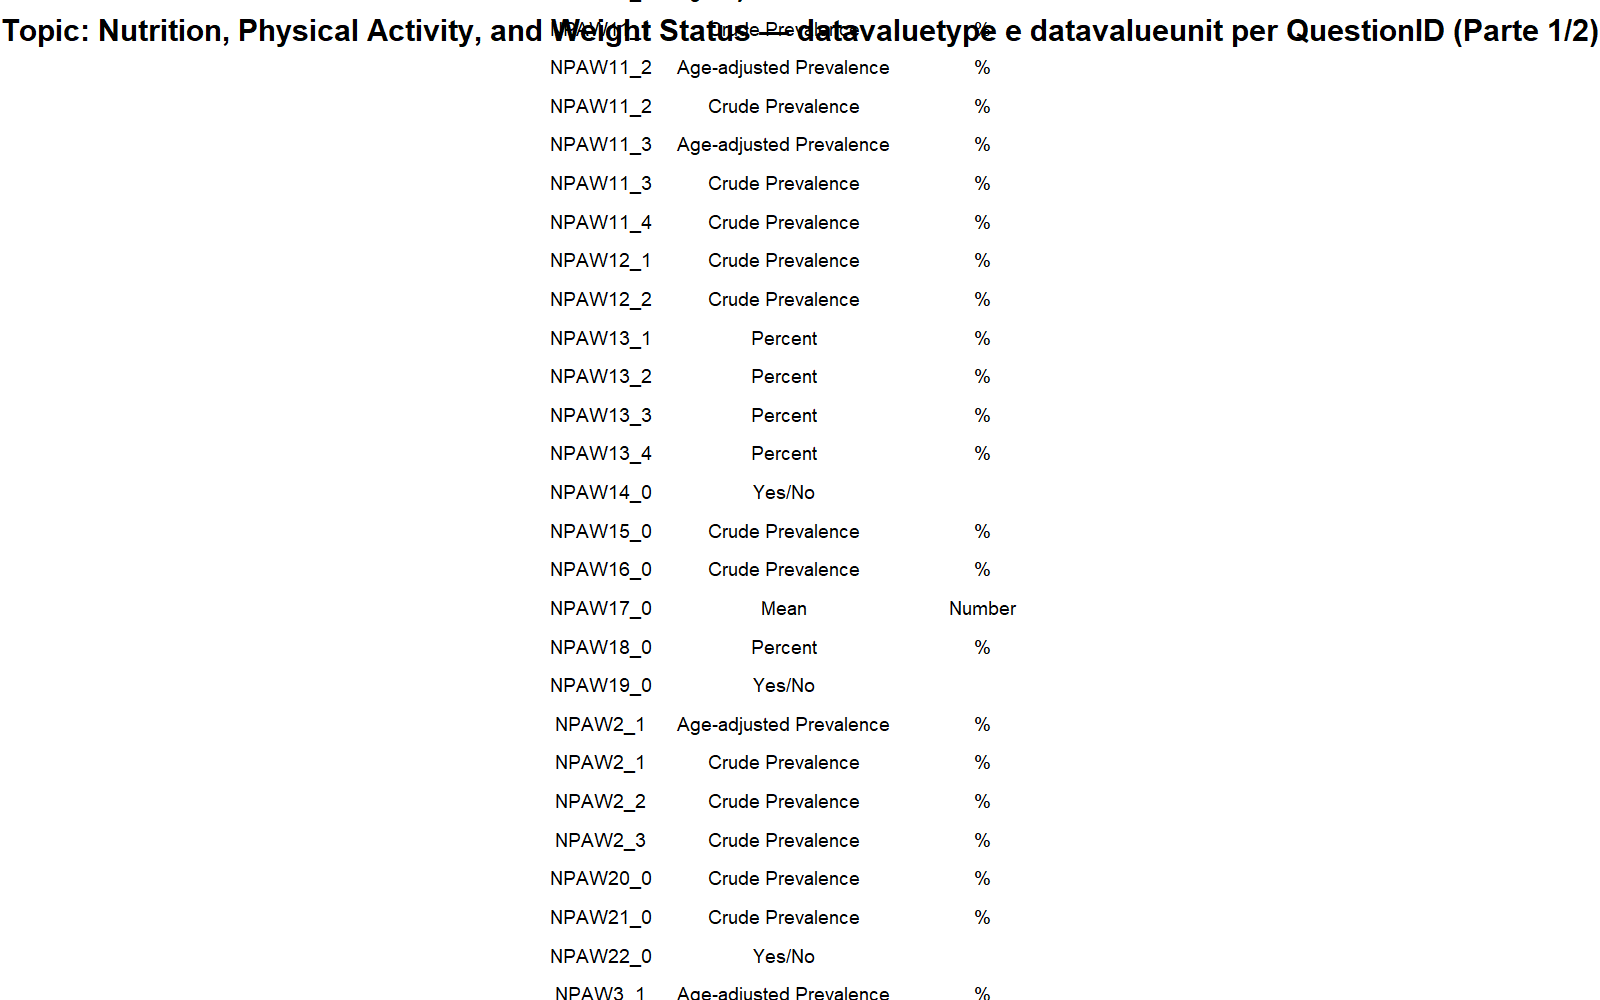 Topic: Nutrition, Physical Activity, and Weight Status — datavaluetype e datavalueunit per QuestionID (Parte 1/2)
NPAW11_1 Crude Prevalence %
NPAW11_2 Age-adjusted Prevalence %
NPAW11_2 Crude Prevalence %
NPAW11_3 Age-adjusted Prevalence %
NPAW11_3 Crude Prevalence %
NPAW11_4 Crude Prevalence %
NPAW12_1 Crude Prevalence %
NPAW12_2 Crude Prevalence %
NPAW13_1 Percent %
NPAW13_2 Percent %
NPAW13_3 Percent %
NPAW13_4 Percent %
NPAW14_0 Yes/No
NPAW15_0 Crude Prevalence %
NPAW16_0 Crude Prevalence %
NPAW17_0 Mean Number
NPAW18_0 Percent %
NPAW19_0 Yes/No
NPAW2_1 Age-adjusted Prevalence %
NPAW2_1 Crude Prevalence %
NPAW2_2 Crude Prevalence %
NPAW2_3 Crude Prevalence %
NPAW20_0 Crude Prevalence %
NPAW21_0 Crude Prevalence %
NPAW22_0 Yes/No
NPAW3_1 Age-adjusted Prevalence %